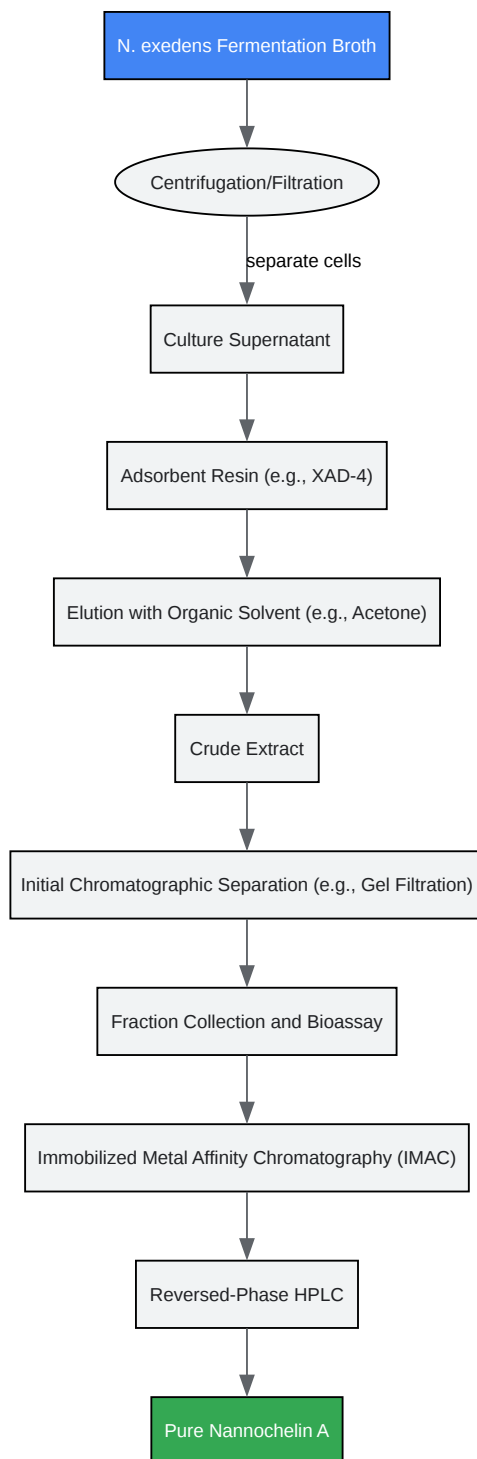 N. exedens Fermentation Broth
Centrifugation/Filtration
separate cells
Culture Supernatant
Adsorbent Resin (e.g., XAD-4)
Elution with Organic Solvent (e.g., Acetone)
Crude Extract
Initial Chromatographic Separation (e.g., Gel Filtration)
Fraction Collection and Bioassay
Immobilized Metal Affinity Chromatography (IMAC)
Reversed-Phase HPLC
Pure Nannochelin A